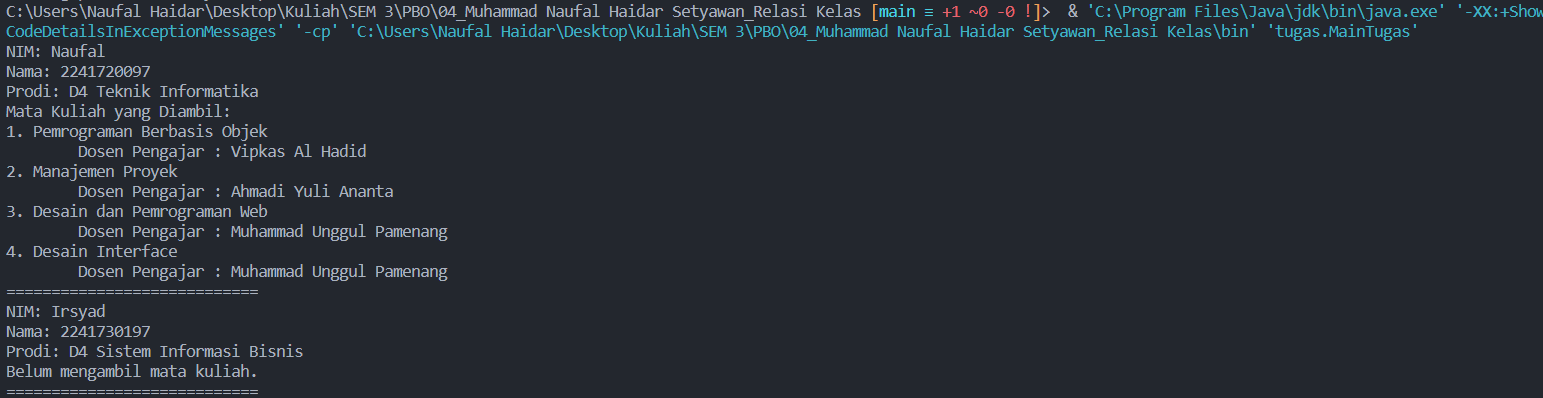 C:\Users\Naufal Haidar\Desktop\Kuliah\SEM 3\PBO\04_Muhammad Naufal Haidar Setyawan_Relasi Kelas [main ≡ +1 ~0 -0 !]>  & 'C:\Program Files\Java\jdk\bin\java.exe' '-XX:+Show
CodeDetailsInExceptionMessages' '-cp' 'C:\Users\Naufal Haidar\Desktop\Kuliah\SEM 3\PBO\04_Muhammad Naufal Haidar Setyawan_Relasi Kelas\bin' 'tugas.MainTugas'
NIM: Naufal
Nama: 2241720097
Prodi: D4 Teknik Informatika
Mata Kuliah yang Diambil:
1. Pemrograman Berbasis Objek
        Dosen Pengajar : Vipkas Al Hadid
2. Manajemen Proyek
        Dosen Pengajar : Ahmadi Yuli Ananta
3. Desain dan Pemrograman Web
        Dosen Pengajar : Muhammad Unggul Pamenang
4. Desain Interface
        Dosen Pengajar : Muhammad Unggul Pamenang
============================
NIM: Irsyad
Nama: 2241730197
Prodi: D4 Sistem Informasi Bisnis
Belum mengambil mata kuliah.
============================